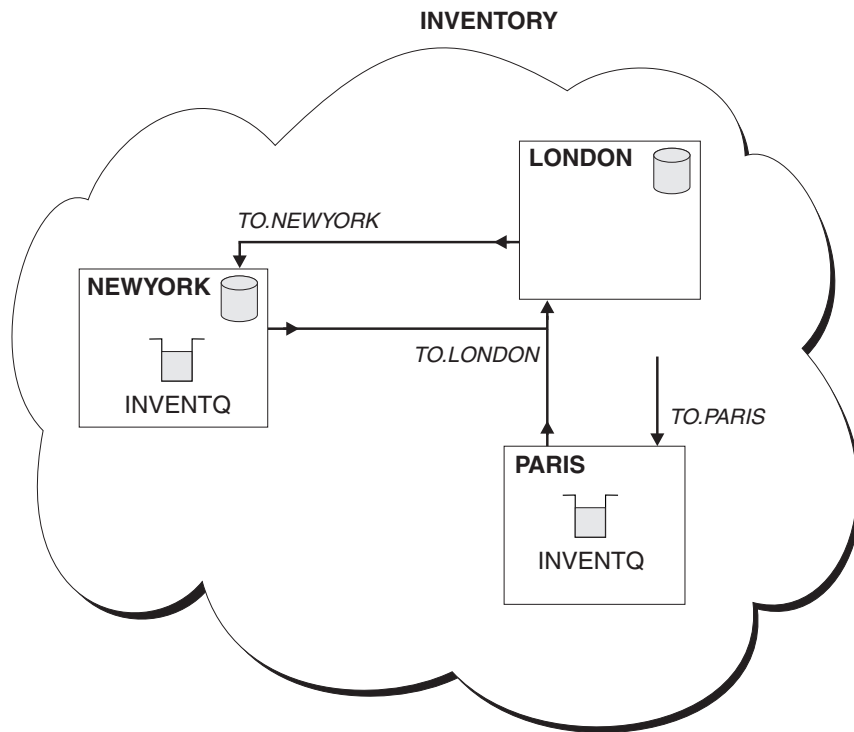 INVENTORY
LONDON
TO.NEWYORK
NEWYORK
TO.LONDON
INVENTQ
TO.PARIS
PARIS
INVENTQ